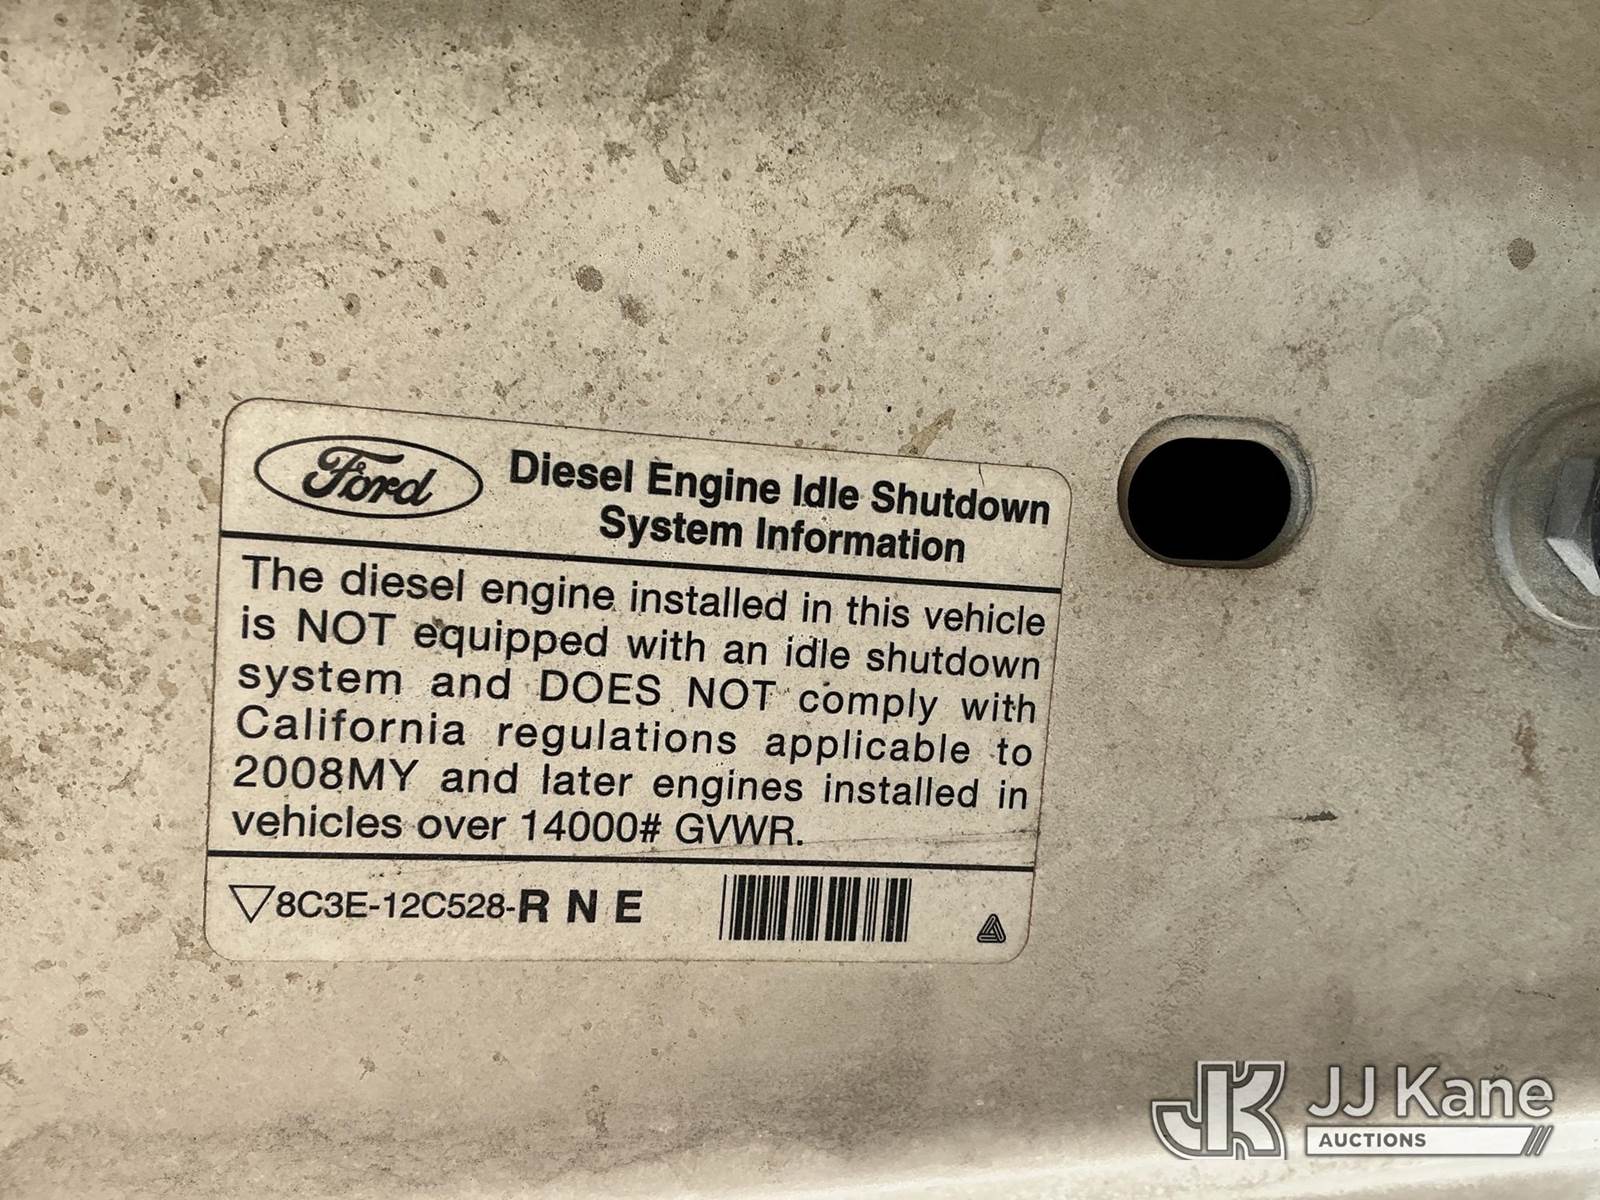 Ford
Diesel Engine Idle Shutdown
System Information
The diesel engine installed in this vehicle
is NOT equipped with an idle shutdown
system and DOES NOT comply with
California regulations applicable to
2008MY and later engines installed in
vehicles over 14000# GVWR.
8C3E-12C528-R N E
JK JJ Kane
AUCTIONS